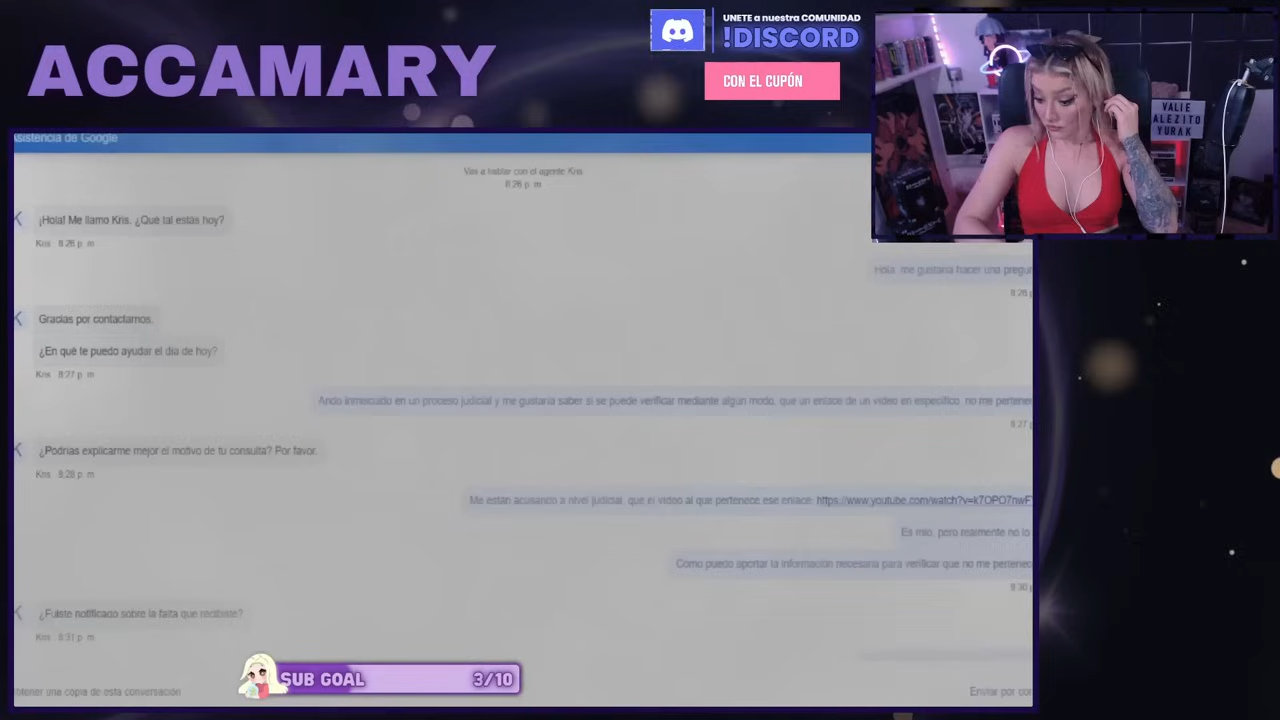 ACCAMARY
UNETE a nuestra COMUNIDAD
!DISCORD
CON EL CUPÓN
VALIE
ALEZITO
YURAK
Asistencia de Google
Vas a hablar con el agente Kris
8:26 p. m
K ¡Hola! Me llamo Kris. ¿Qué tal estás hoy?
Kris 8:26 p. m
Hola, me gustaría hacer una pregun
8:26 p
K Gracias por contactarnos.
¿En qué te puedo ayudar el día de hoy?
Kris 8:27 p. m
Ando inmiscuido en un proceso judicial y me gustaría saber si se puede verificar mediante algún modo, que un enlace de un video en específico, no me pertenec
8:27 p
K ¿Podrías explicarme mejor el motivo de tu consulta? Por favor.
Kris 8:28 p. m
Me están acusando a nivel judicial, que el video al que pertenece ese enlace: https://www.youtube.com/watch?v=k7OPO7nwF
Es mio, pero realmente no lo
Como puedo aportar la información necesaria para verificar que no me pertenec
8:30 p
K ¿Fuiste notificado sobre la falta que recibiste?
Kris 8:31 p. m
SUB GOAL 3/10
btener una copia de esta conversación
Enviar por cor